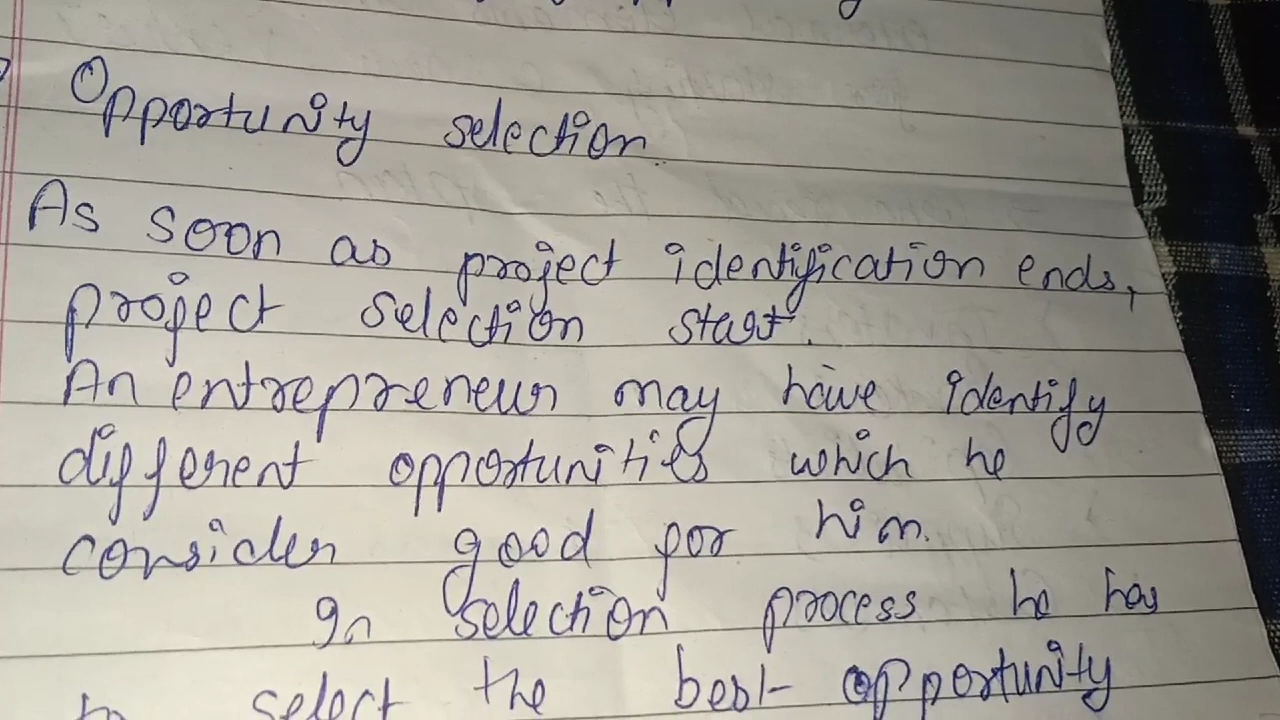 Opportunity selection.
As soon as project identification ends,
project selection start.
An entrepreneur may have identify
different opportunities which he
consider good for him.
In selection process he has
to select the best opportunity